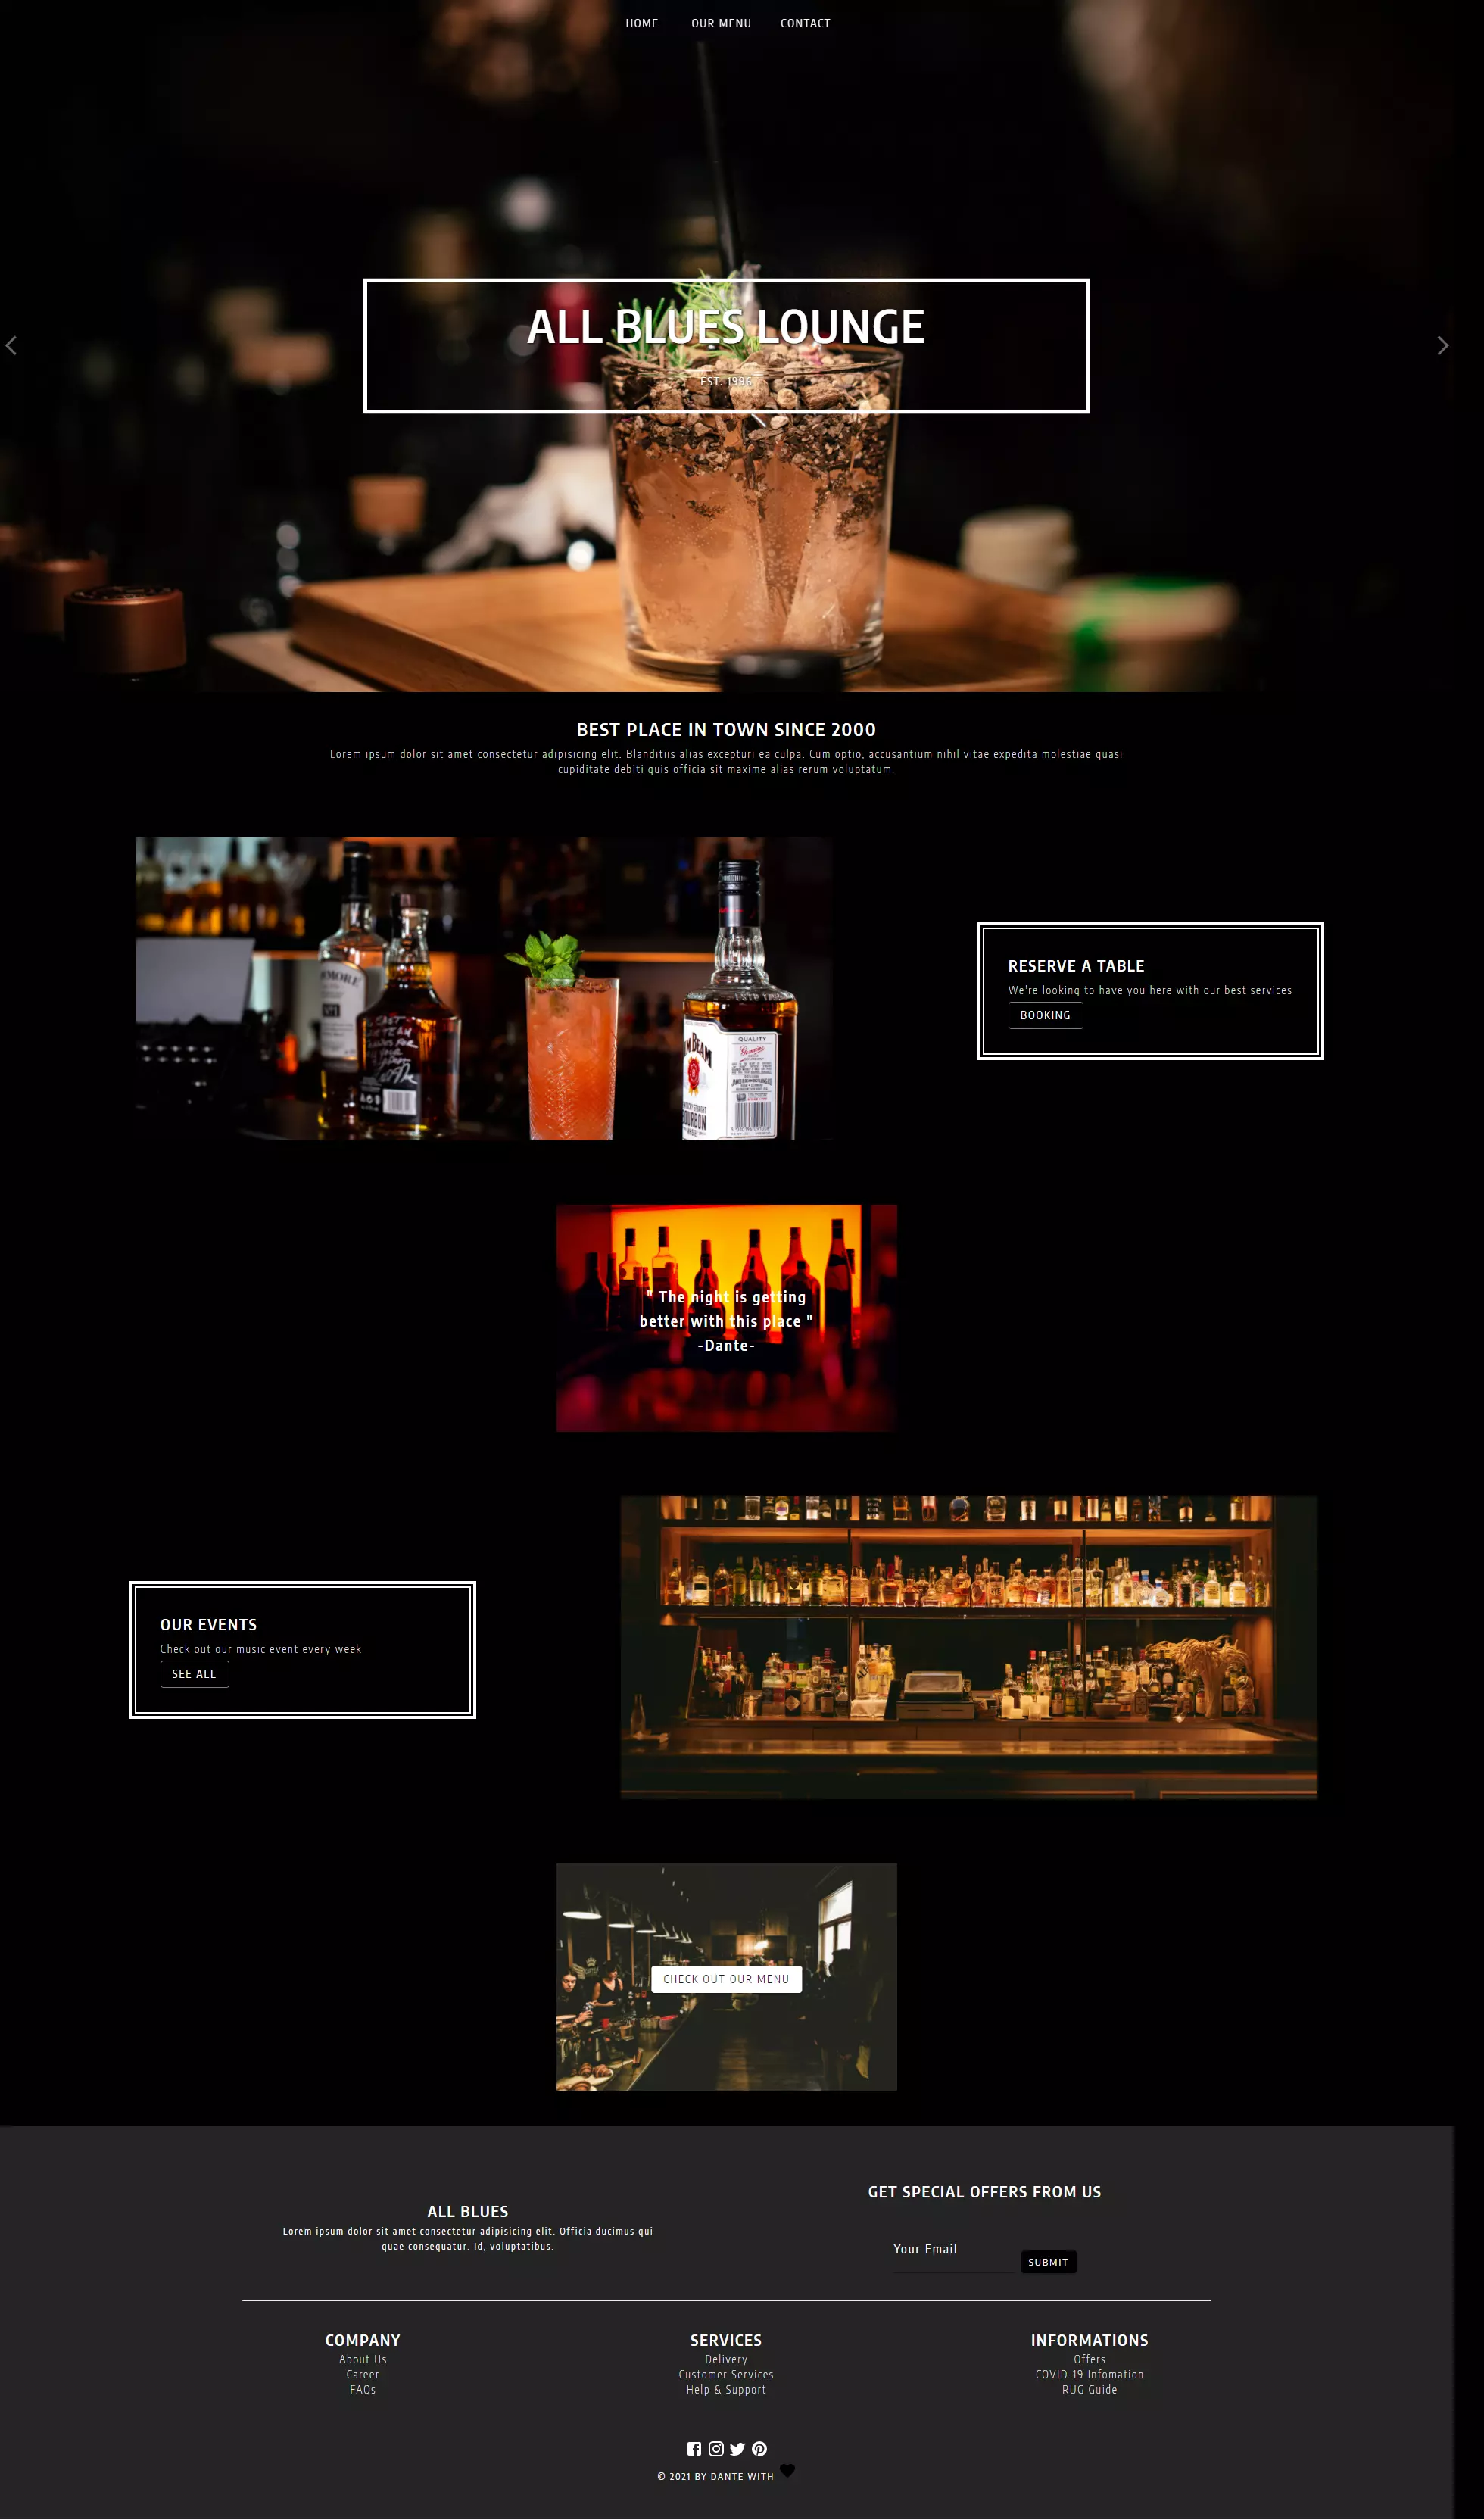 HOME OUR MENU CONTACT
ALL BLUES LOUNGE
EST. 1996
BEST PLACE IN TOWN SINCE 2000
Lorem ipsum dolor sit amet consectetur adipisicing elit. Blanditiis alias excepturi ea culpa. Cum optio, accusantium nihil vitae expedita molestiae quasi
cupiditate debiti quis officia sit maxime alias rerum voluptatum.
QUALITY
BOURBON
RESERVE A TABLE
We're looking to have you here with our best services
BOOKING
" The night is getting
better with this place "
-Dante-
OUR EVENTS
Check out our music event every week
SEE ALL
CHECK OUT OUR MENU
ALL BLUES
Lorem ipsum dolor sit amet consectetur adipisicing elit. Officia ducimus qui
quae consequatur. Id, voluptatibus.
GET SPECIAL OFFERS FROM US
Your Email
SUBMIT
COMPANY
About Us
Career
FAQs
SERVICES
Delivery
Customer Services
Help & Support
INFORMATIONS
Offers
COVID-19 Infomation
RUG Guide
© 2021 BY DANTE WITH